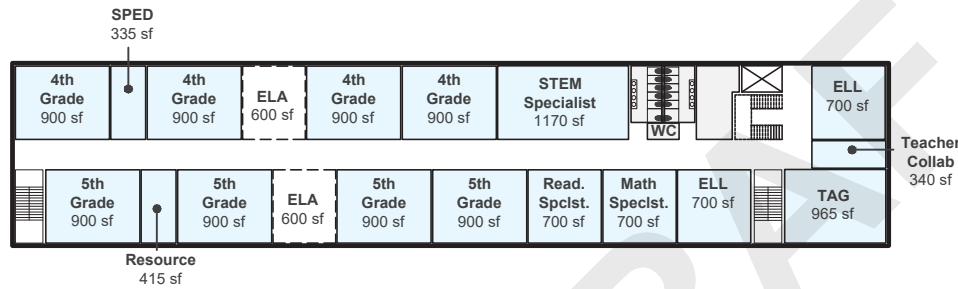 SPED
335 sf
4th
Grade
900 sf
4th
Grade
900 sf
ELA
600 sf
4th
Grade
900 sf
4th
Grade
900 sf
STEM
Specialist
1170 sf
WC
ELL
700 sf
Teacher
Collab
340 sf
5th
Grade
900 sf
5th
Grade
900 sf
ELA
600 sf
5th
Grade
900 sf
5th
Grade
900 sf
Read.
Spclst.
700 sf
Math
Speclst.
700 sf
ELL
700 sf
TAG
965 sf
Resource
415 sf